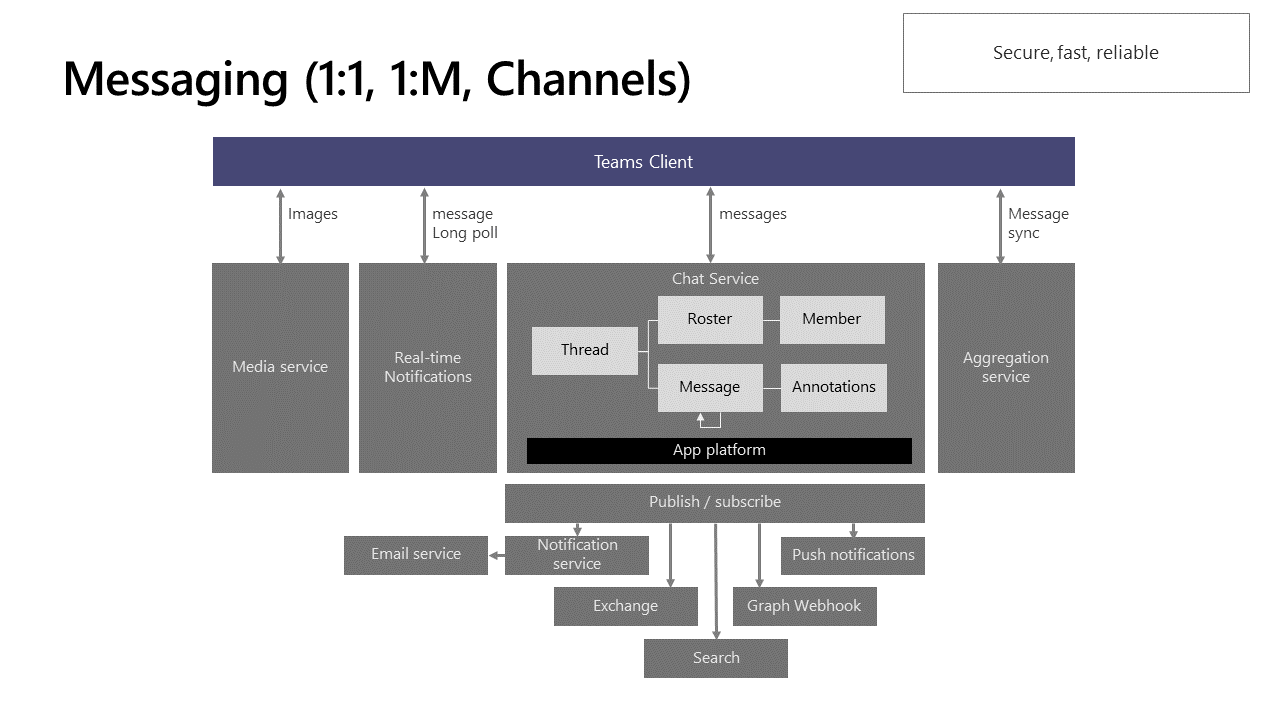 Secure, fast, reliable
Messaging (1:1, 1:M, Channels)
Teams Client
Images
message
Long poll
messages
Message
sync
Media service
Real-time
Notifications
Chat Service
Thread
Roster
Member
Message
Annotations
App platform
Aggregation
service
Publish / subscribe
Email service
Notification
service
Push notifications
Exchange
Graph Webhook
Search